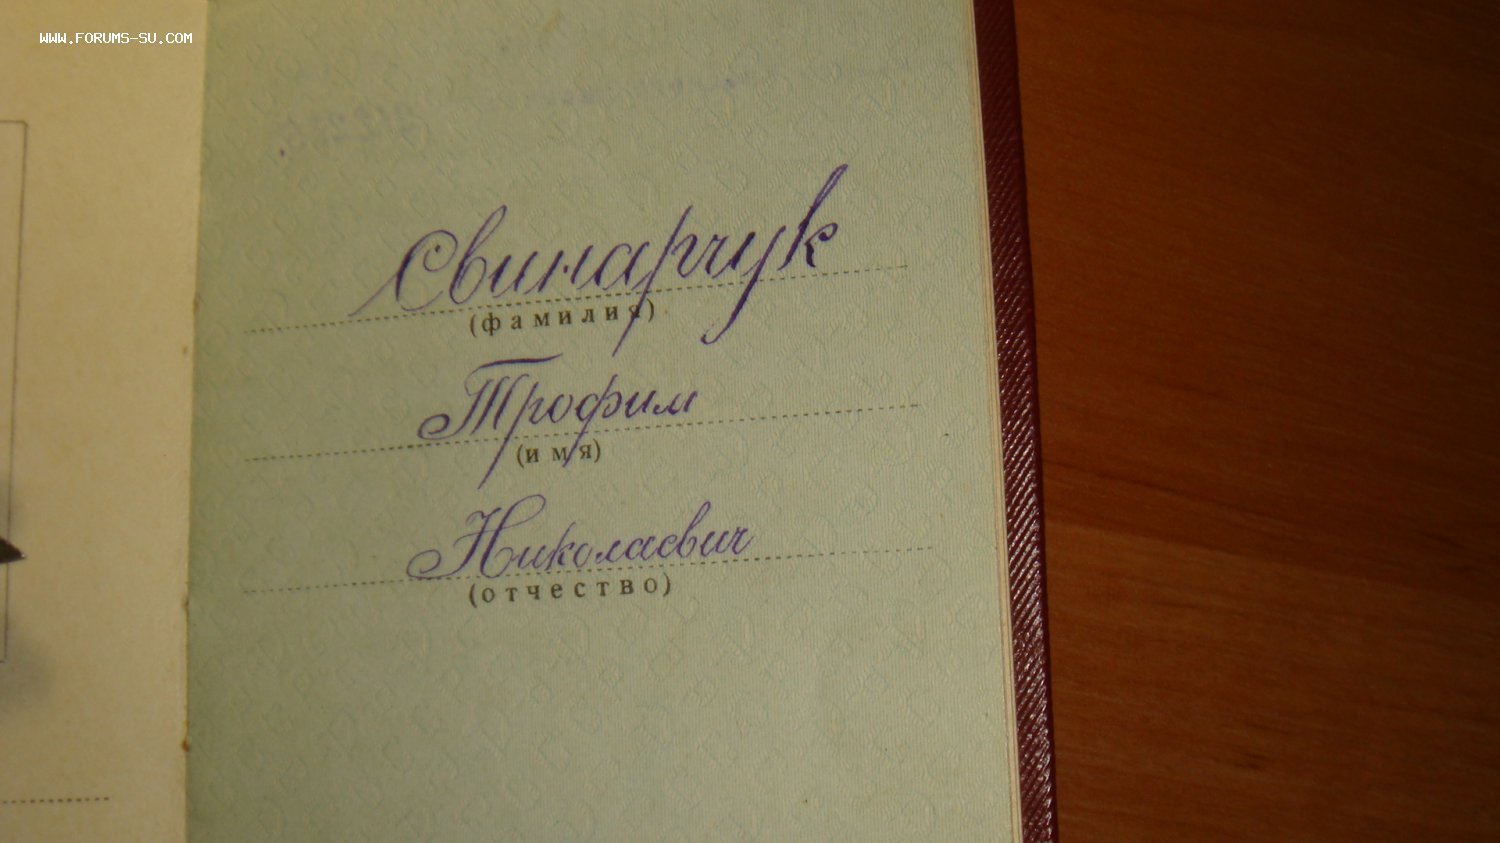 WWW.FORUMS-SU.COM
Свинарчук
(фамилия)
Трофим
(имя)
Николаевич
(отчество)